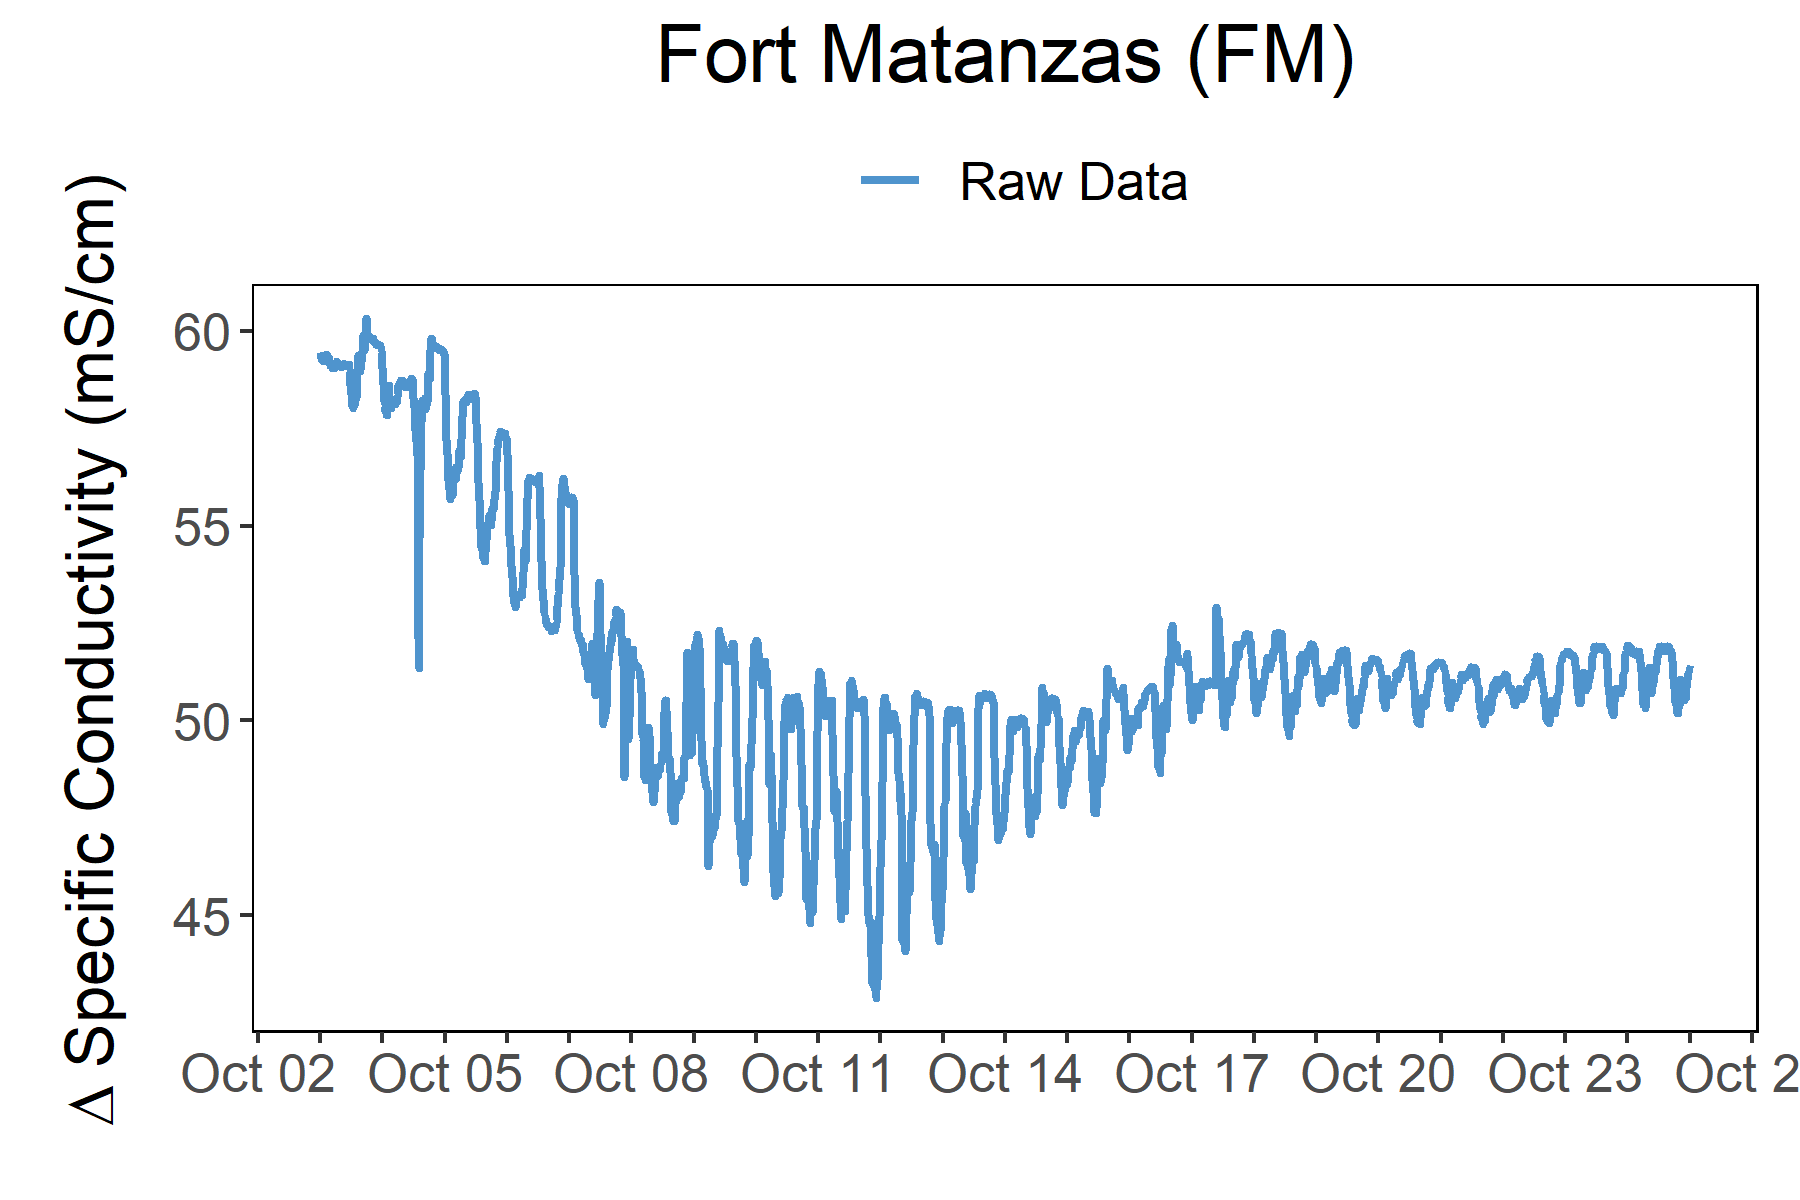 Fort Matanzas (FM)
Raw Data
Δ Specific Conductivity (mS/cm)
60
55
50
45
Oct 02 Oct 05 Oct 08 Oct 11 Oct 14 Oct 17 Oct 20 Oct 23 Oct 2